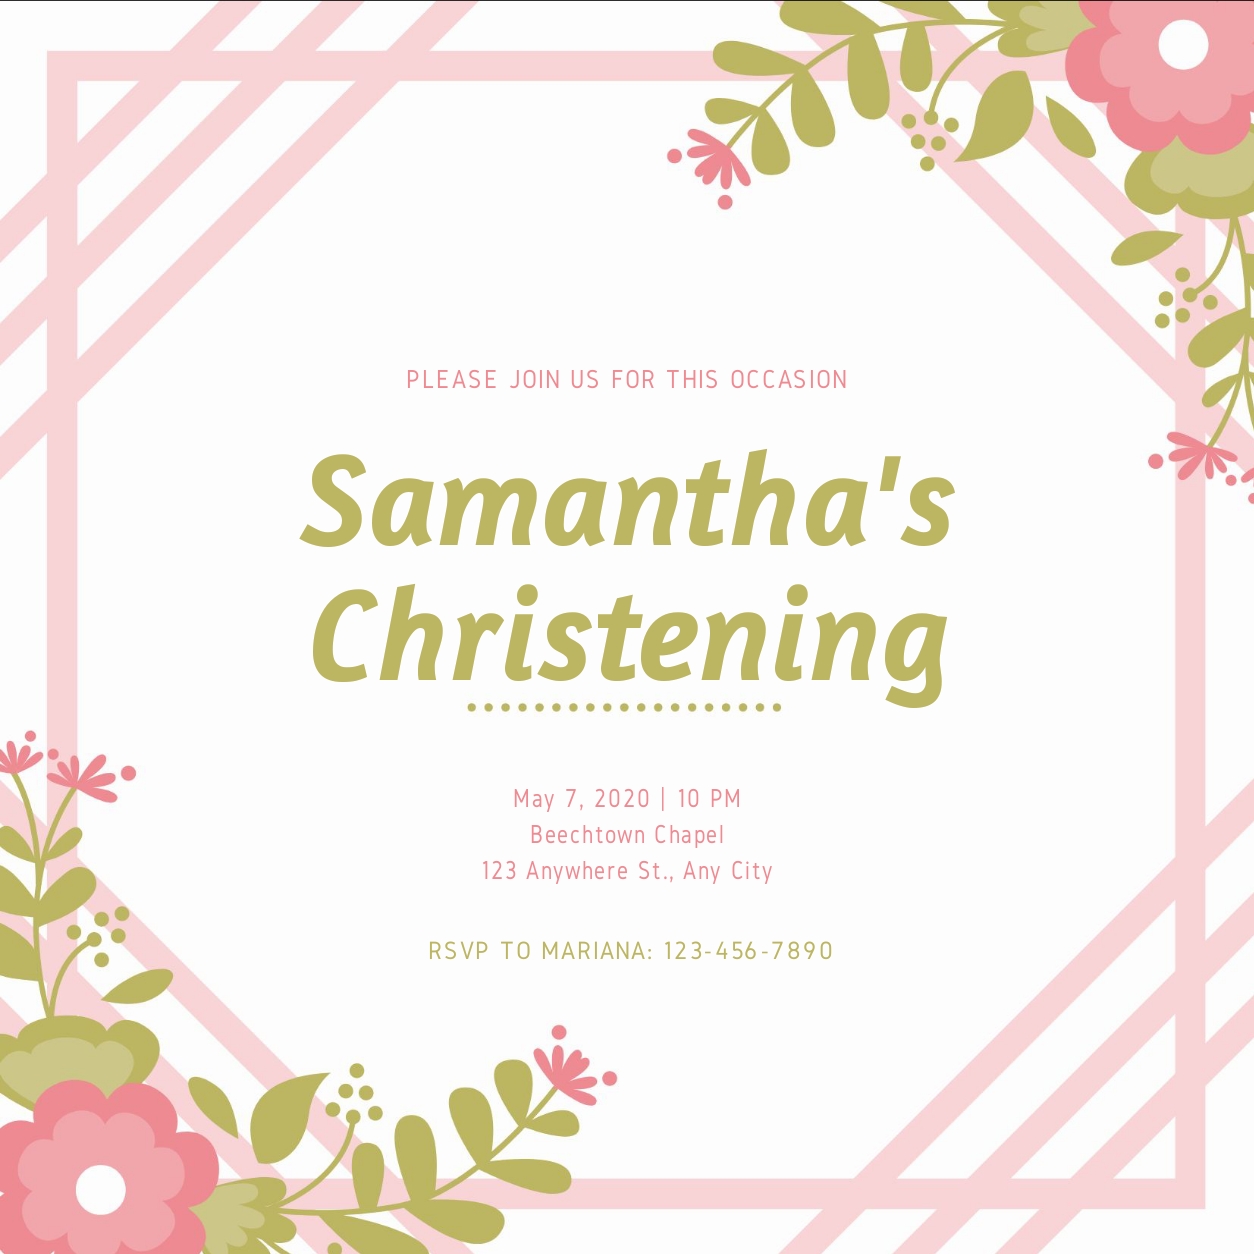 PLEASE JOIN US FOR THIS OCCASION
Samantha's
Christening
May 7, 2020 | 10 PM
Beechtown Chapel
123 Anywhere St., Any City
RSVP TO MARIANA: 123-456-7890